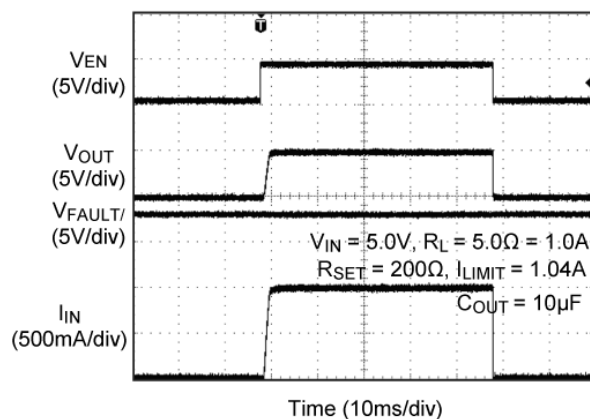 T
VEN
(5V/div)
VOUT
(5V/div)
VFAULT/
(5V/div)
VIN = 5.0V, RL = 5.0Ω = 1.0A
RSET = 200Ω, ILIMIT = 1.04A
COUT = 10µF
IIN
(500mA/div)
Time (10ms/div)